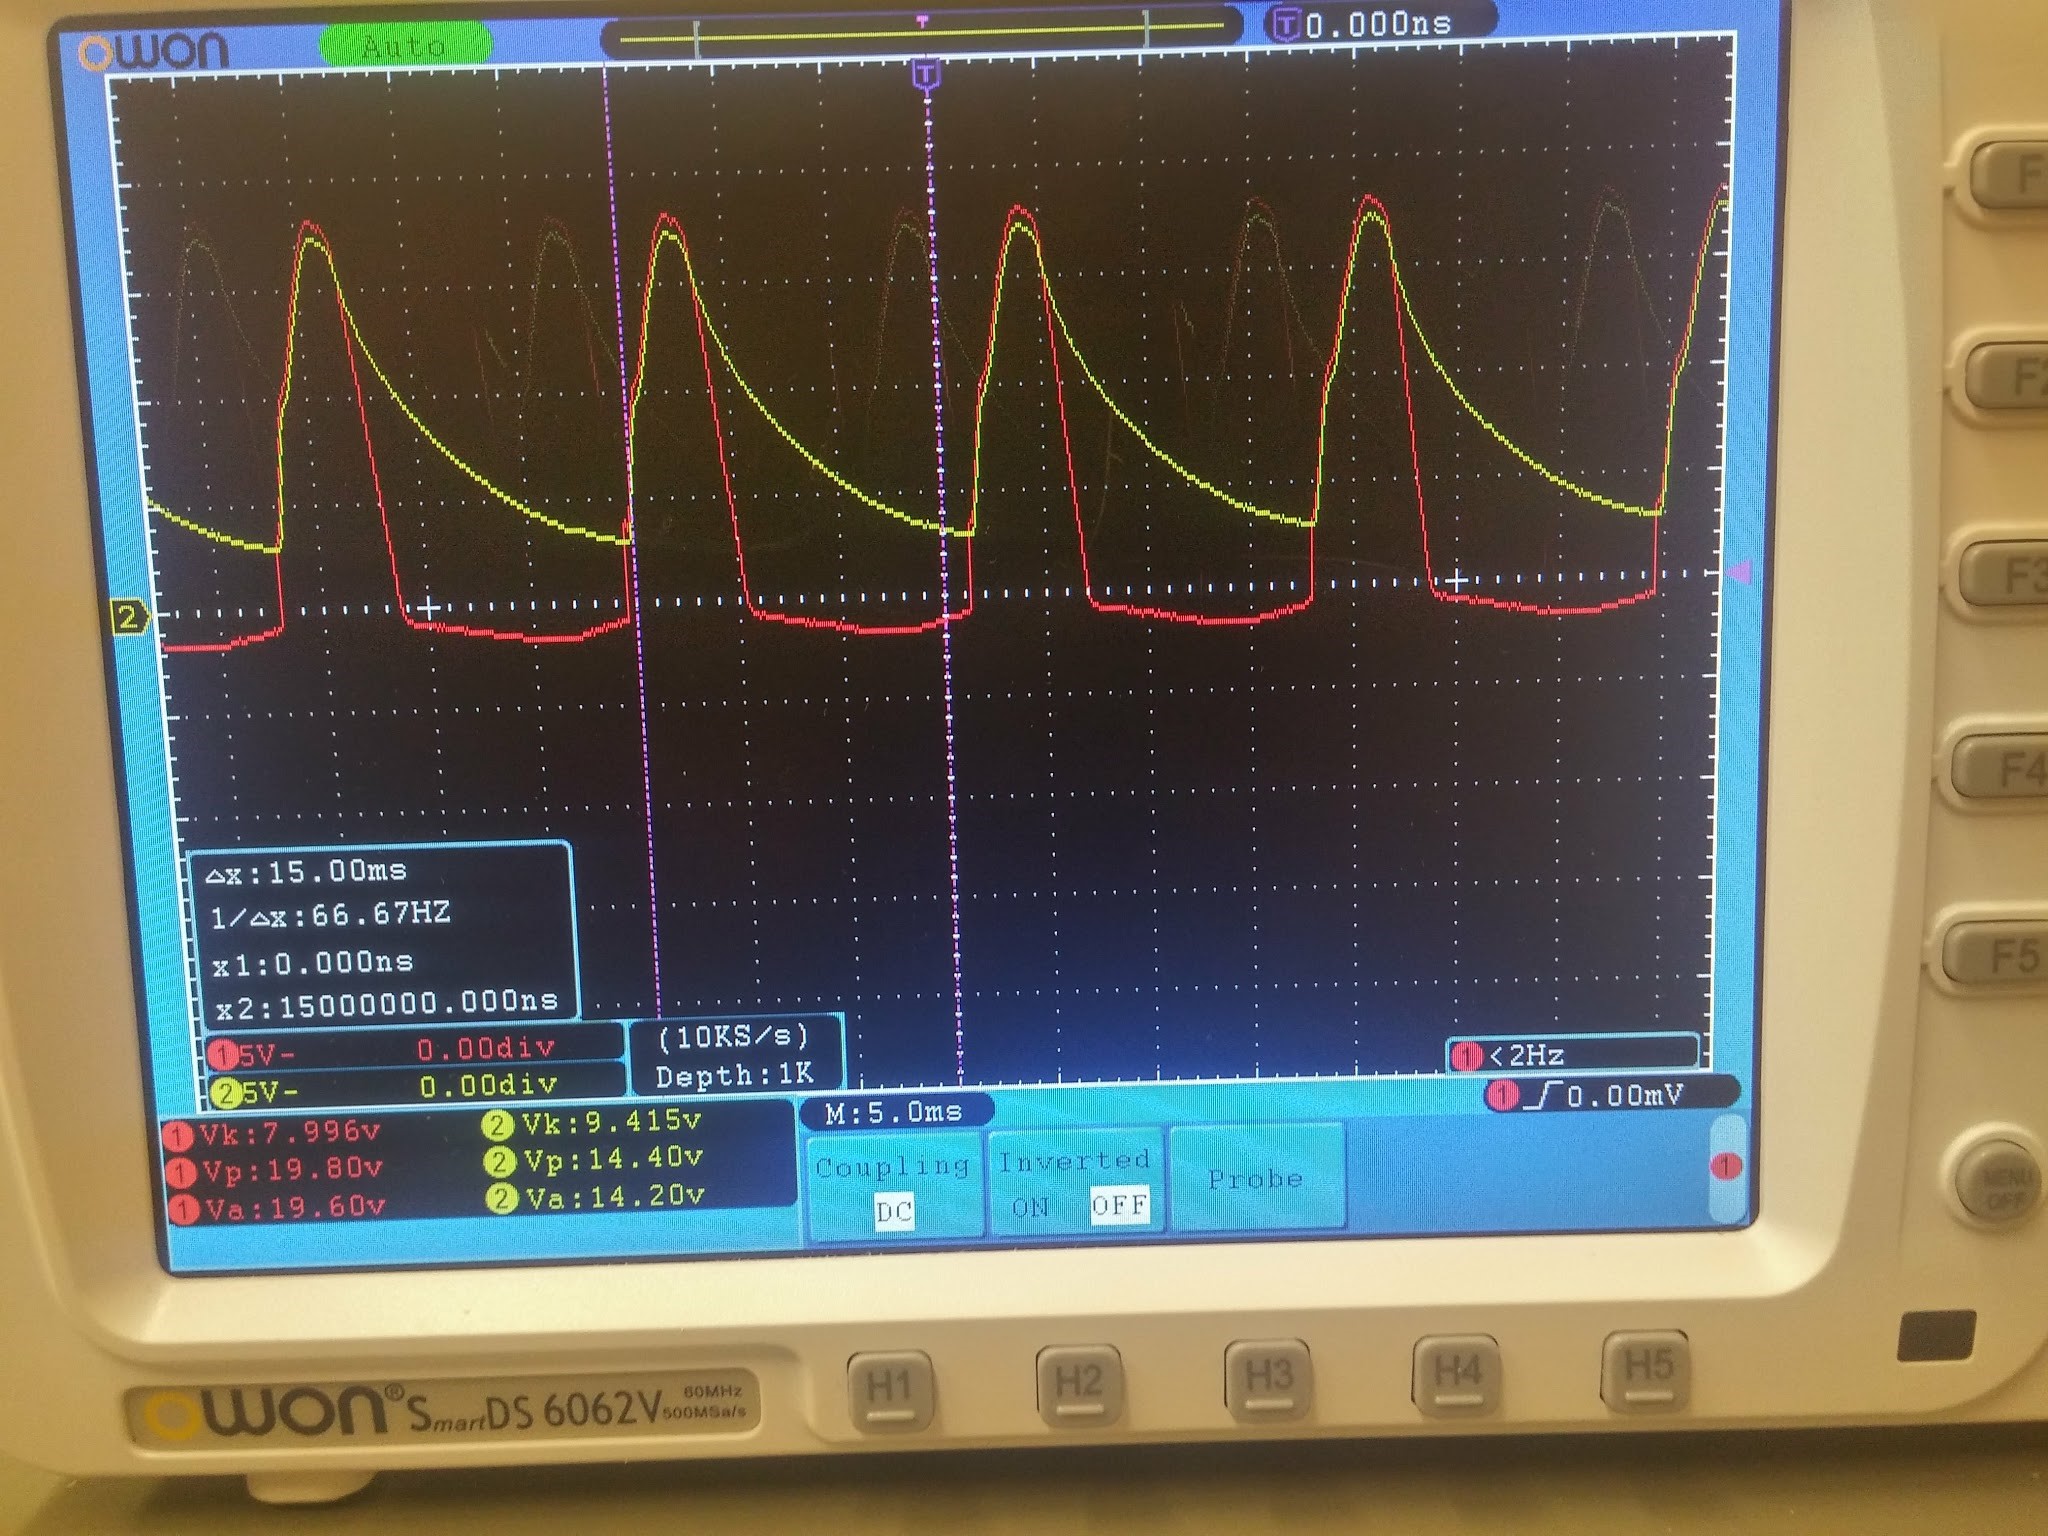 OWON Auto T T 0.000ns
T
2
△x:15.00ms
1/△x:66.67HZ
x1:0.000ns
x2:15000000.000ns
1 5V- 0.00div
2 5V- 0.00div
(10KS/s)
Depth:1K
1 <2Hz
1 0.00mV
M:5.0ms
1 Vk:7.996v 2 Vk:9.415v
1 Vp:19.80v 2 Vp:14.40v
1 Va:19.60v 2 Va:14.20v
Coupling
DC
Inverted
ON OFF
Probe
1
F2
F3
F4
F5
MENU
OFF
H1 H2 H3 H4 H5
OWON® SmartDS 6062V 60MHz
500MSa/s